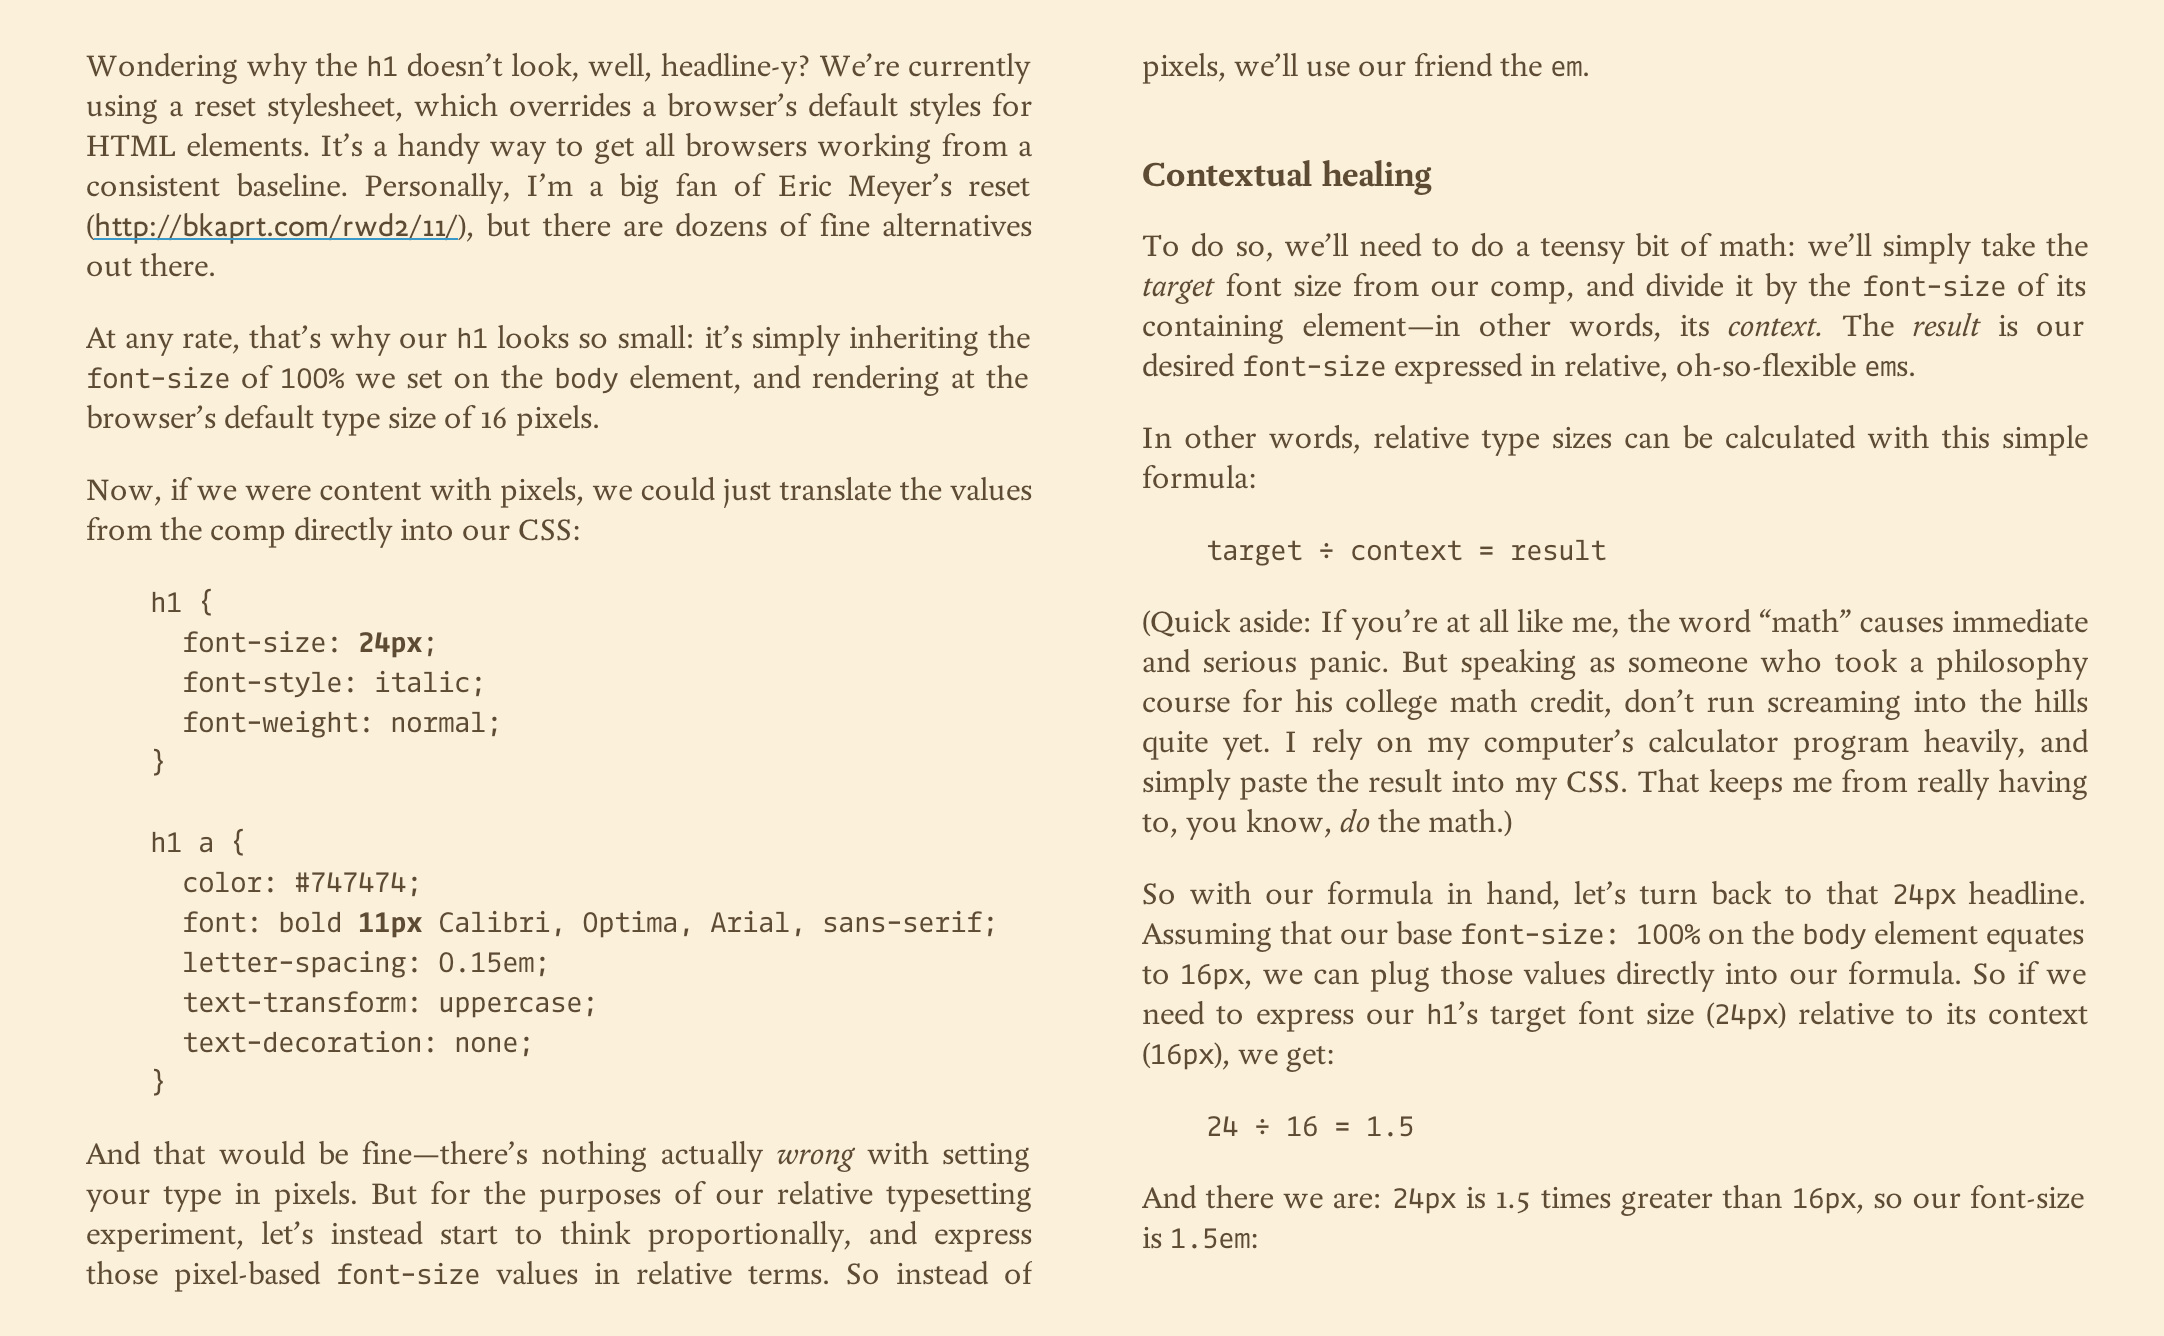 Wondering why the h1 doesn’t look, well, headline-y? We’re currently
using a reset stylesheet, which overrides a browser’s default styles for
HTML elements. It’s a handy way to get all browsers working from a
consistent baseline. Personally, I’m a big fan of Eric Meyer’s reset
(http://bkaprt.com/rwd2/11/), but there are dozens of fine alternatives
out there.
At any rate, that’s why our h1 looks so small: it’s simply inheriting the
font-size of 100% we set on the body element, and rendering at the
browser’s default type size of 16 pixels.
Now, if we were content with pixels, we could just translate the values
from the comp directly into our CSS:
h1 {
font-size: 24px;
font-style: italic;
font-weight: normal;
}
h1 a {
color: #747474;
font: bold 11px Calibri, Optima, Arial, sans-serif;
letter-spacing: 0.15em;
text-transform: uppercase;
text-decoration: none;
}
And that would be fine—there’s nothing actually wrong with setting
your type in pixels. But for the purposes of our relative typesetting
experiment, let’s instead start to think proportionally, and express
those pixel-based font-size values in relative terms. So instead of
pixels, we’ll use our friend the em.
Contextual healing
To do so, we’ll need to do a teensy bit of math: we’ll simply take the
target font size from our comp, and divide it by the font-size of its
containing element—in other words, its context. The result is our
desired font-size expressed in relative, oh-so-flexible ems.
In other words, relative type sizes can be calculated with this simple
formula:
target ÷ context = result
(Quick aside: If you’re at all like me, the word “math” causes immediate
and serious panic. But speaking as someone who took a philosophy
course for his college math credit, don’t run screaming into the hills
quite yet. I rely on my computer’s calculator program heavily, and
simply paste the result into my CSS. That keeps me from really having
to, you know, do the math.)
So with our formula in hand, let’s turn back to that 24px headline.
Assuming that our base font-size: 100% on the body element equates
to 16px, we can plug those values directly into our formula. So if we
need to express our h1’s target font size (24px) relative to its context
(16px), we get:
24 ÷ 16 = 1.5
And there we are: 24px is 1.5 times greater than 16px, so our font-size
is 1.5em: